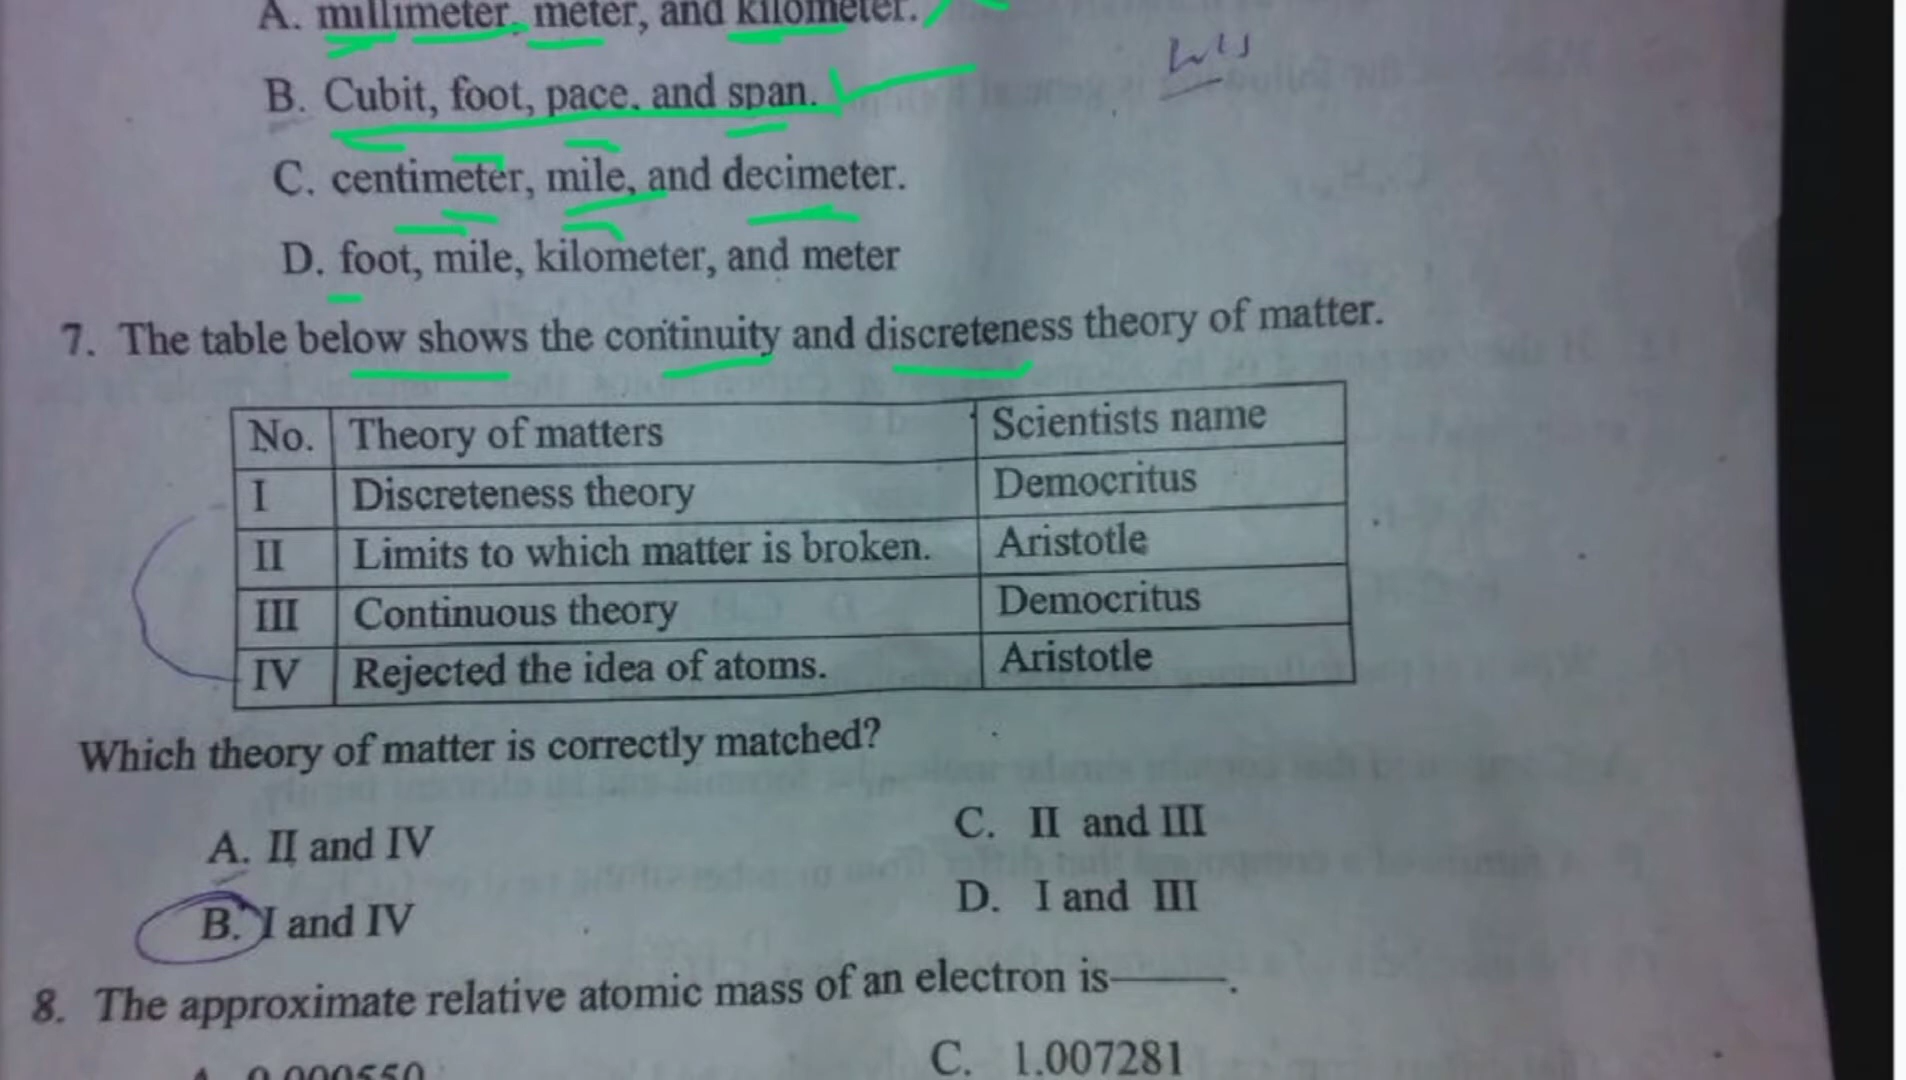 A. millimeter, meter, and kilometer.
B. Cubit, foot, pace, and span.
C. centimeter, mile, and decimeter.
D. foot, mile, kilometer, and meter
7. The table below shows the continuity and discreteness theory of matter.
No. Theory of matters Scientists name
I Discreteness theory Democritus
II Limits to which matter is broken. Aristotle
III Continuous theory Democritus
IV Rejected the idea of atoms. Aristotle
Which theory of matter is correctly matched?
A. II and IV
C. II and III
B. I and IV
D. I and III
8. The approximate relative atomic mass of an electron is———.
A. 0.000550
C. 1.007281